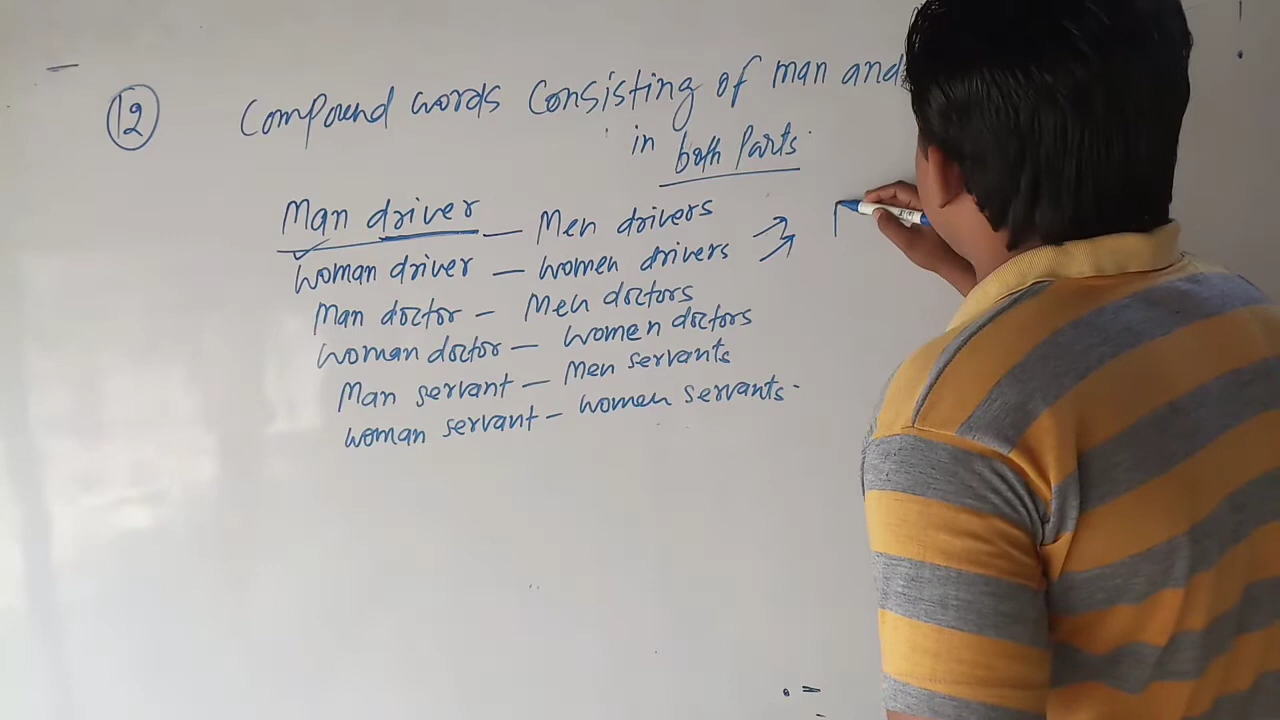 12 Compound words consisting of man and
in both Parts.
Man driver — Men drivers
woman driver — women drivers
Man doctor — Men doctors
woman doctor — women doctors
Man servant — Men servants
woman servant — women servants.